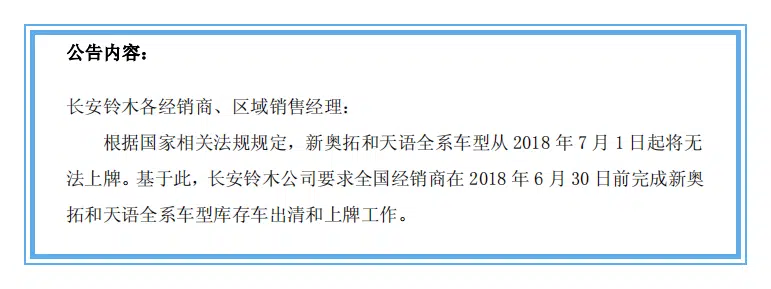 公告内容：
长安铃木各经销商、区域销售经理：
根据国家相关法规规定，新奥拓和天语全系车型从 2018 年 7 月 1 日起将无
法上牌。基于此，长安铃木公司要求全国经销商在 2018 年 6 月 30 日前完成新奥
拓和天语全系车型库存车出清和上牌工作。